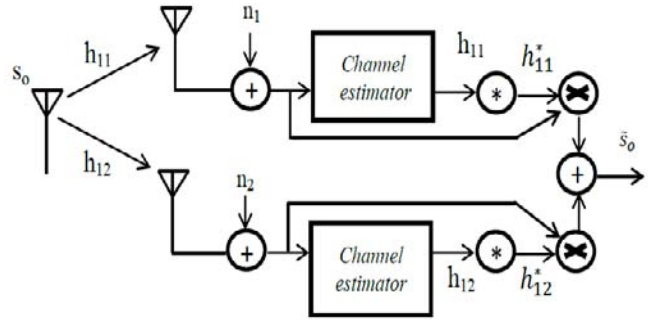 n₁
h₁₁
h*₁₁
Channel
estimator
h₁₁
sₒ
+
*
×
s̃ₒ
+
h₁₂
n₂
+
*
×
Channel
estimator
h₁₂
h*₁₂